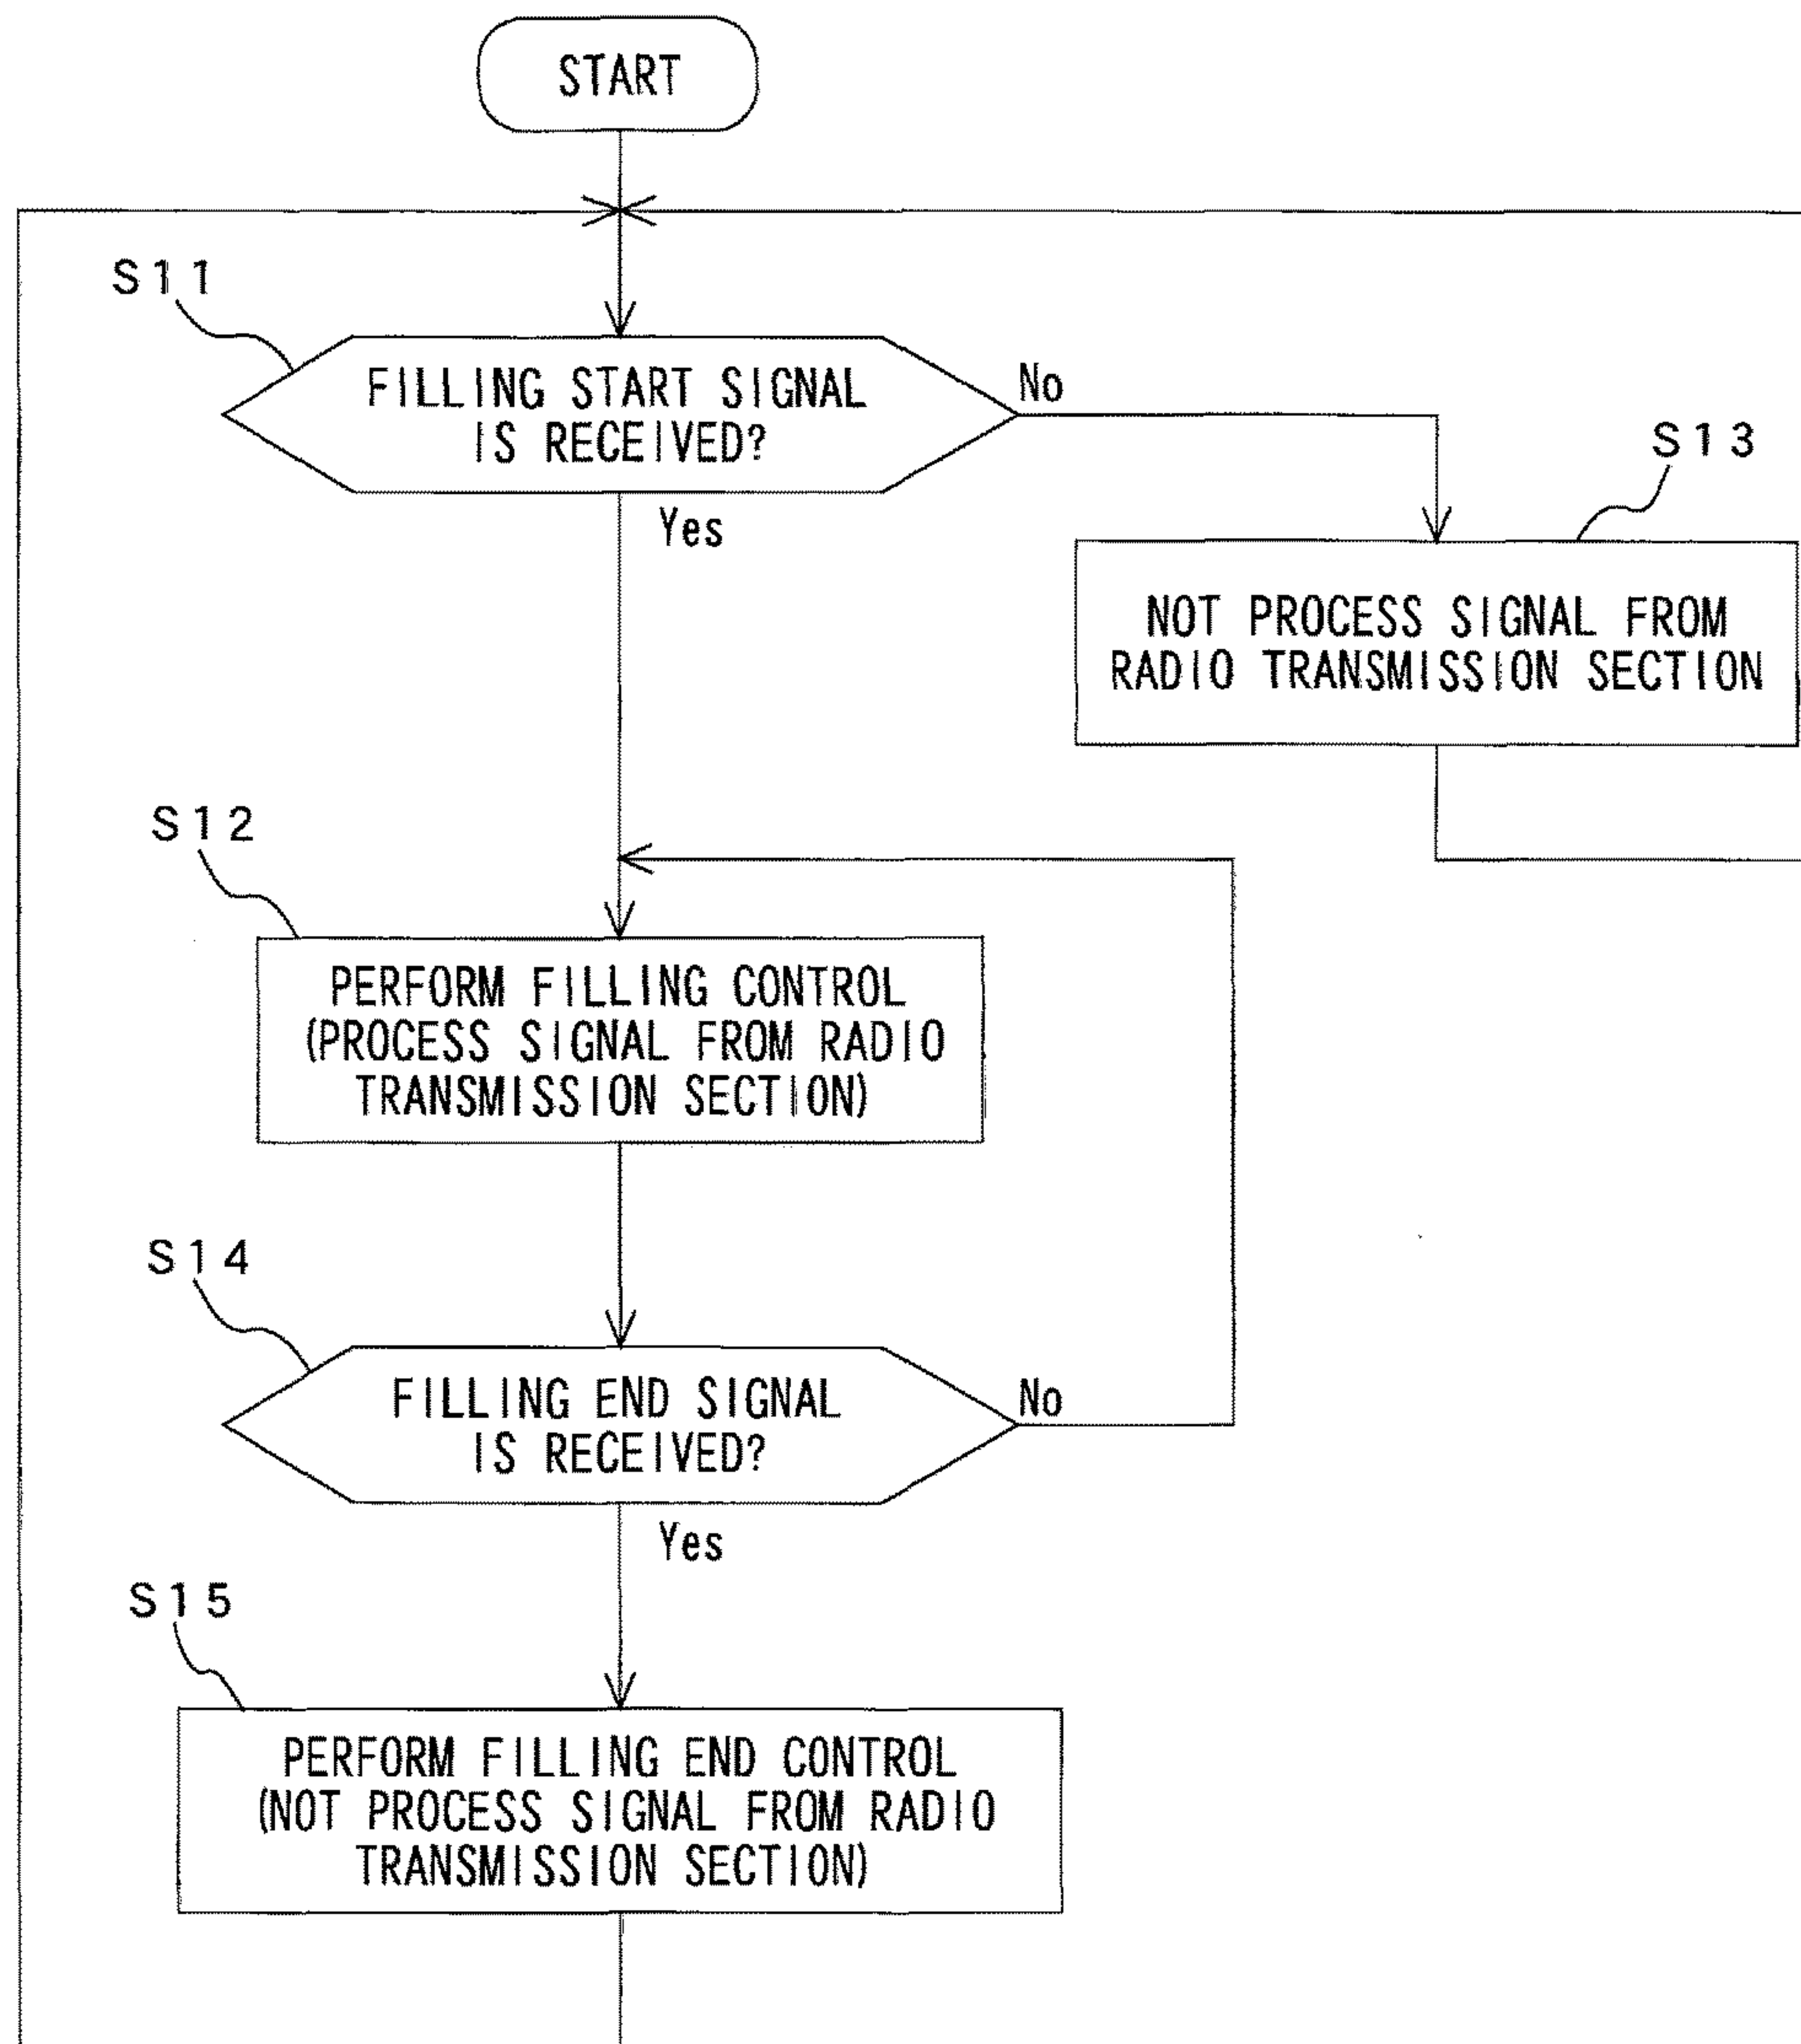 START
S11
FILLING START SIGNAL
IS RECEIVED?
No
Yes
S13
NOT PROCESS SIGNAL FROM
RADIO TRANSMISSION SECTION
S12
PERFORM FILLING CONTROL
(PROCESS SIGNAL FROM RADIO
TRANSMISSION SECTION)
S14
FILLING END SIGNAL
IS RECEIVED?
No
Yes
S15
PERFORM FILLING END CONTROL
(NOT PROCESS SIGNAL FROM RADIO
TRANSMISSION SECTION)